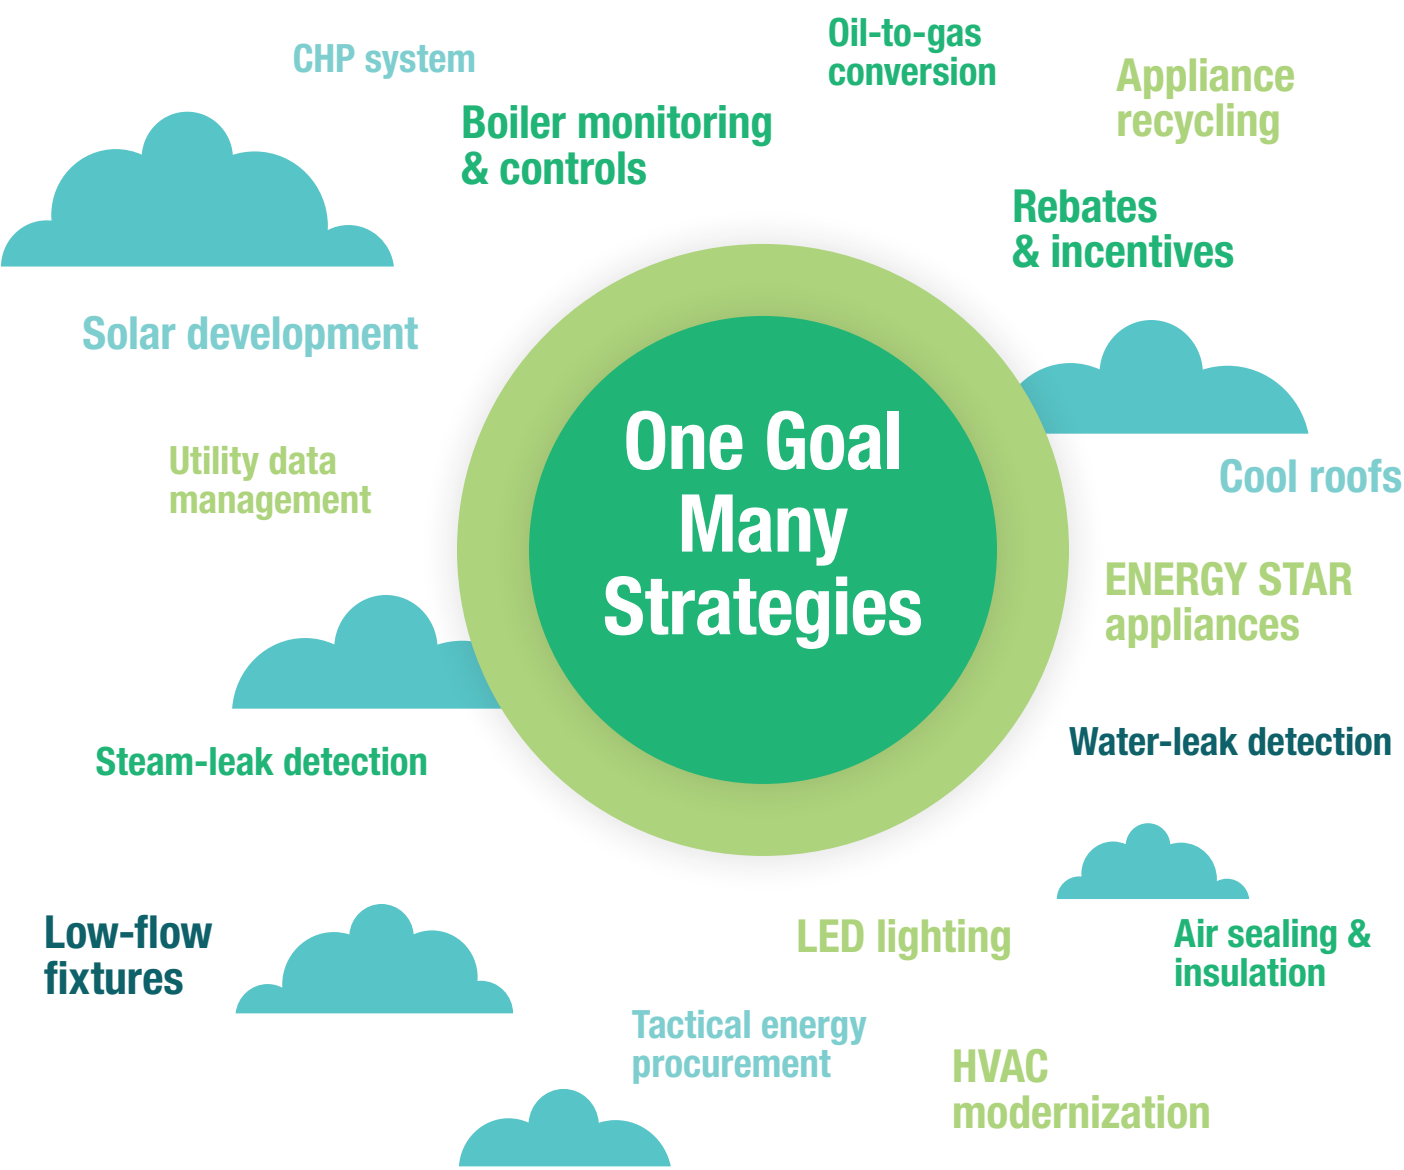 CHP system
Oil-to-gas
conversion
Appliance
recycling
Boiler monitoring
& controls
Rebates
& incentives
Solar development
One Goal
Many
Strategies
Utility data
management
Cool roofs
ENERGY STAR
appliances
Steam-leak detection
Water-leak detection
Low-flow
fixtures
LED lighting
Air sealing &
insulation
Tactical energy
procurement
HVAC
modernization